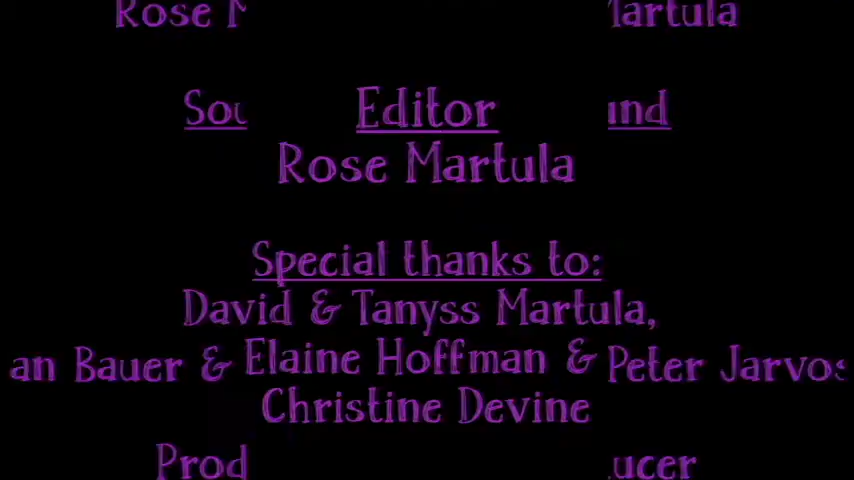 Rose M artula
Sou Editor und
Rose Martula
Special thanks to:
David & Tanyss Martula,
an Bauer & Elaine Hoffman & Peter Jarvos
Christine Devine
Prod ucer